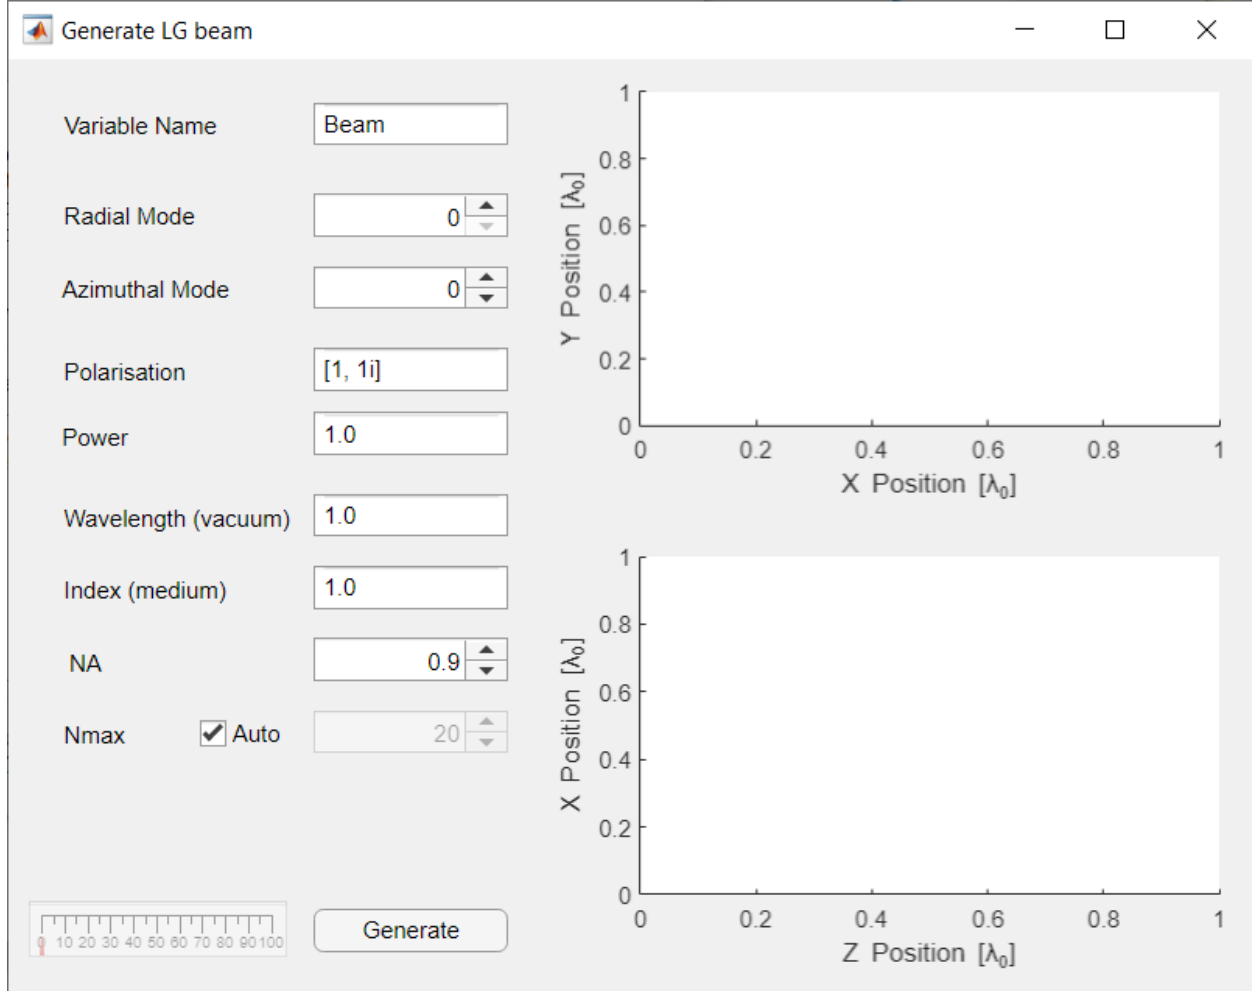 Generate LG beam
Variable Name Beam
Radial Mode 0
Azimuthal Mode 0
Polarisation [1, 1i]
Power 1.0
Wavelength (vacuum) 1.0
Index (medium) 1.0
NA 0.9
Nmax Auto 20
0 10 20 30 40 50 60 70 80 90 100
Generate
1
0.8
0.6
0.4
0.2
0
Y Position [λ₀]
0 0.2 0.4 0.6 0.8 1
X Position [λ₀]
1
0.8
0.6
0.4
0.2
0
X Position [λ₀]
0 0.2 0.4 0.6 0.8 1
Z Position [λ₀]